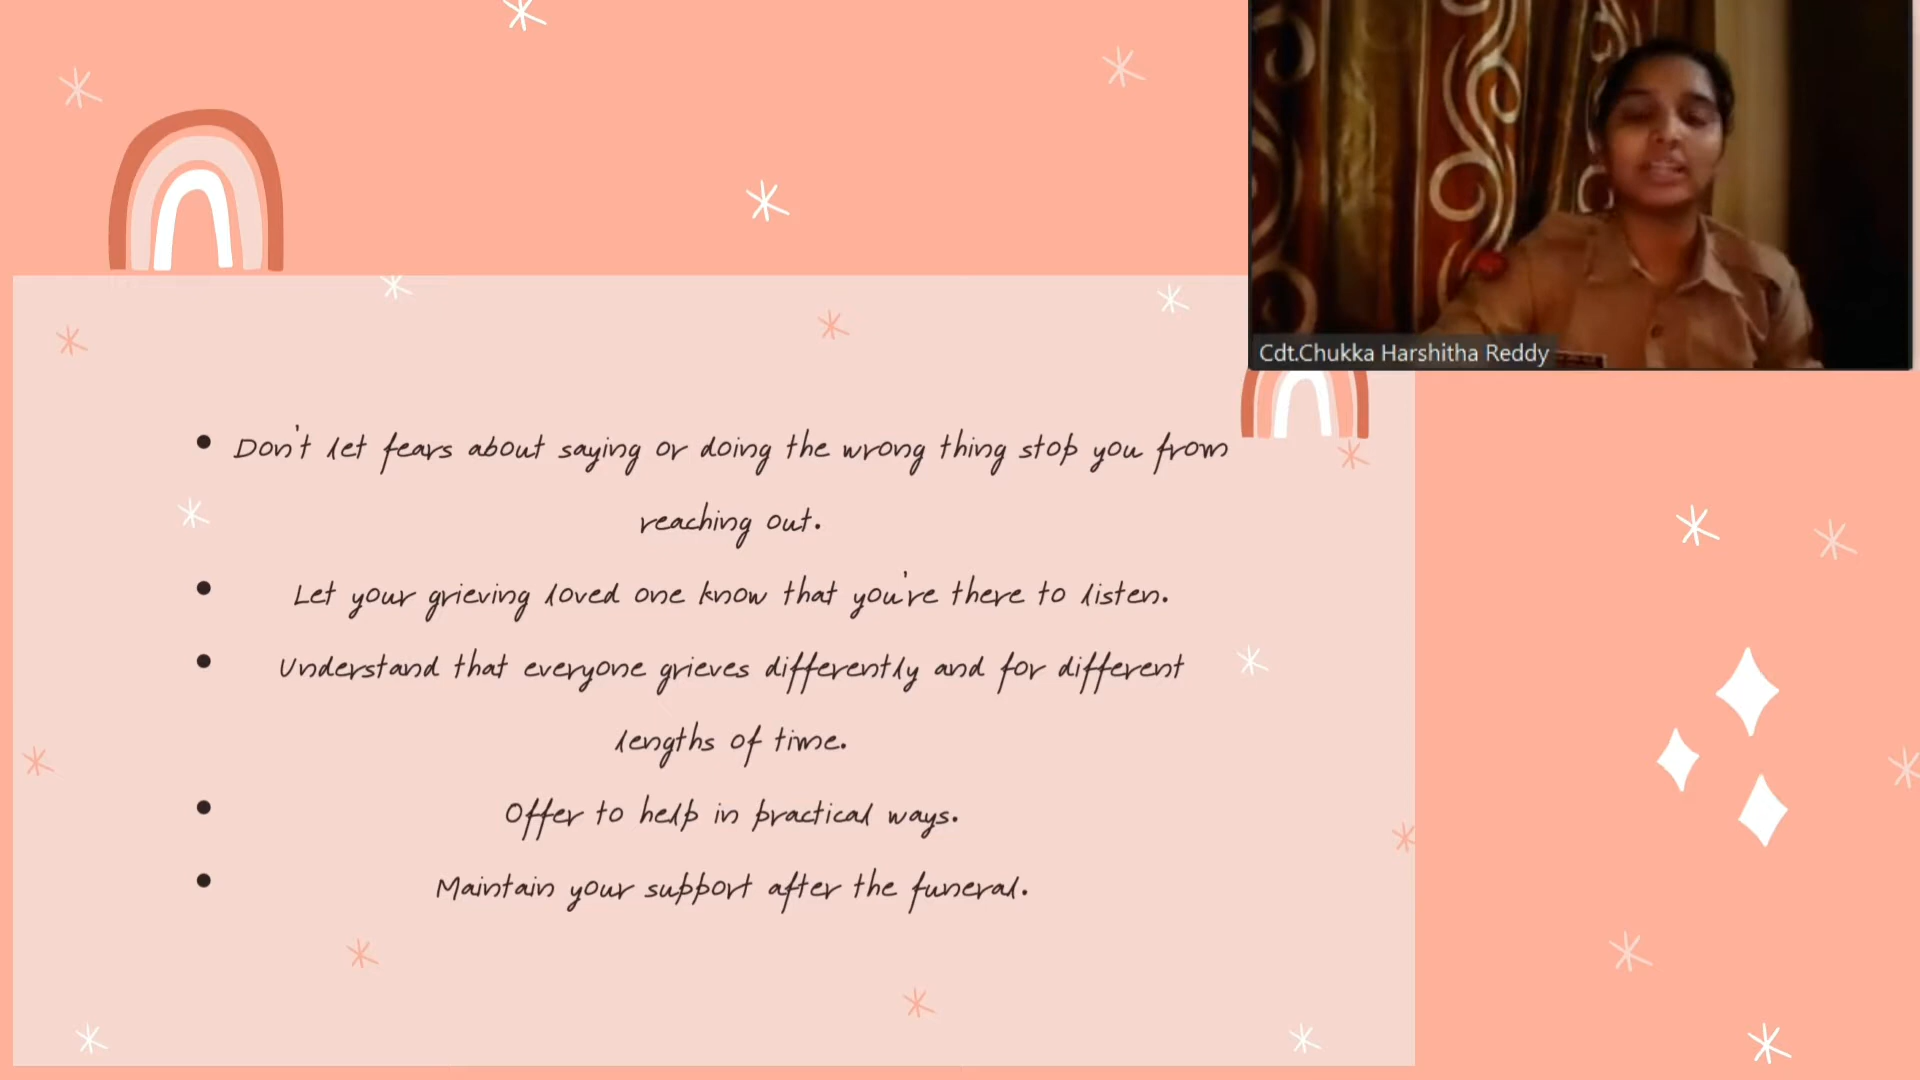 Cdt.Chukka Harshitha Reddy
• Don't let fears about saying or doing the wrong thing stop you from
reaching out.
• Let your grieving loved one know that you're there to listen.
• Understand that everyone grieves differently and for different
lengths of time.
• Offer to help in practical ways.
• Maintain your support after the funeral.